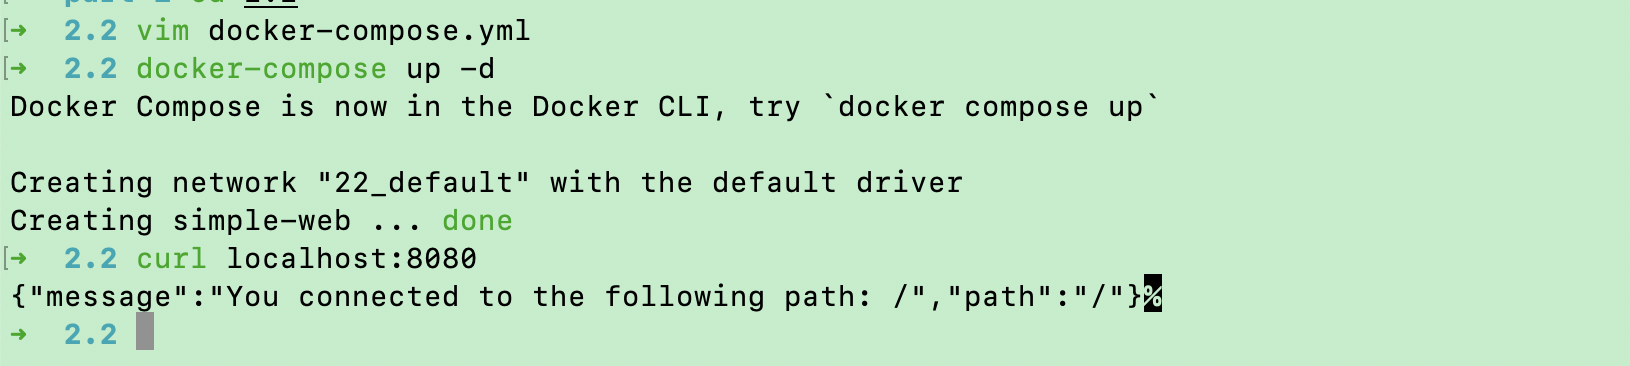 ➜ 2.2 vim docker-compose.yml
➜ 2.2 docker-compose up -d
Docker Compose is now in the Docker CLI, try `docker compose up`
Creating network "22_default" with the default driver
Creating simple-web ... done
➜ 2.2 curl localhost:8080
{"message":"You connected to the following path: /","path":"/"}%
➜ 2.2